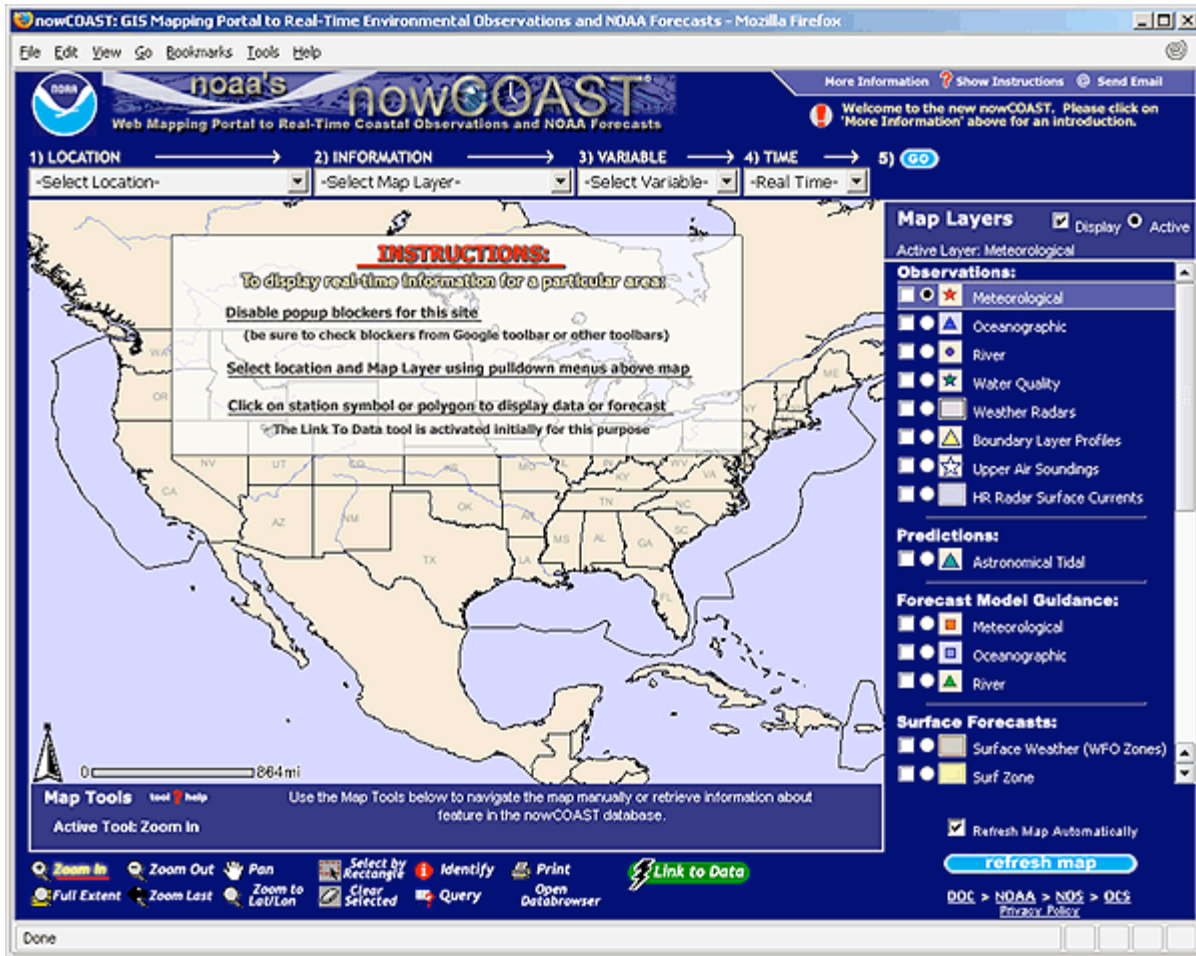 nowCOAST: GIS Mapping Portal to Real-Time Environmental Observations and NOAA Forecasts - Mozilla Firefox
File Edit View Go Bookmarks Tools Help
NOAA
noaa's
nowCOAST
Web Mapping Portal to Real-Time Coastal Observations and NOAA Forecasts
More Information ? Show Instructions @ Send Email
Welcome to the new nowCOAST. Please click on
'More Information' above for an introduction.
1) LOCATION 2) INFORMATION 3) VARIABLE 4) TIME 5) GO
-Select Location- -Select Map Layer- -Select Variable- -Real Time-
INSTRUCTIONS:
To display real-time information for a particular area:
Disable popup blockers for this site
(be sure to check blockers from Google toolbar or other toolbars)
Select location and Map Layer using pulldown menus above map
Click on station symbol or polygon to display data or forecast
The Link To Data tool is activated initially for this purpose
WA
OR
ME
NY
NV UT CO KS MO IL IN WV VA
KY
CA AZ NM OK AR TN NC
SC
TX LA MS AL GA
FL
0 864mi
Map Layers Display Active
Active Layer: Meteorological
Observations:
Meteorological
Oceanographic
River
Water Quality
Weather Radars
Boundary Layer Profiles
Upper Air Soundings
HR Radar Surface Currents
Predictions:
Astronomical Tidal
Forecast Model Guidance:
Meteorological
Oceanographic
River
Surface Forecasts:
Surface Weather (WFO Zones)
Surf Zone
Refresh Map Automatically
refresh map
DOC > NOAA > NOS > OCS
Privacy Policy
Map Tools tool ? help
Active Tool: Zoom In
Use the Map Tools below to navigate the map manually or retrieve information about
feature in the nowCOAST database.
Zoom In Zoom Out Pan Select by Rectangle Identify Print Link to Data
Full Extent Zoom Last Zoom to Lat/Lon Clear Selected Query Open Databrowser
Done